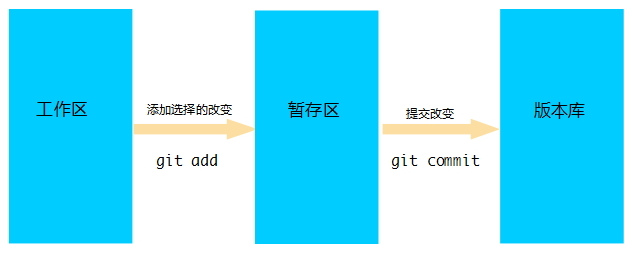 工作区
添加选择的改变
git add
暂存区
提交改变
git commit
版本库